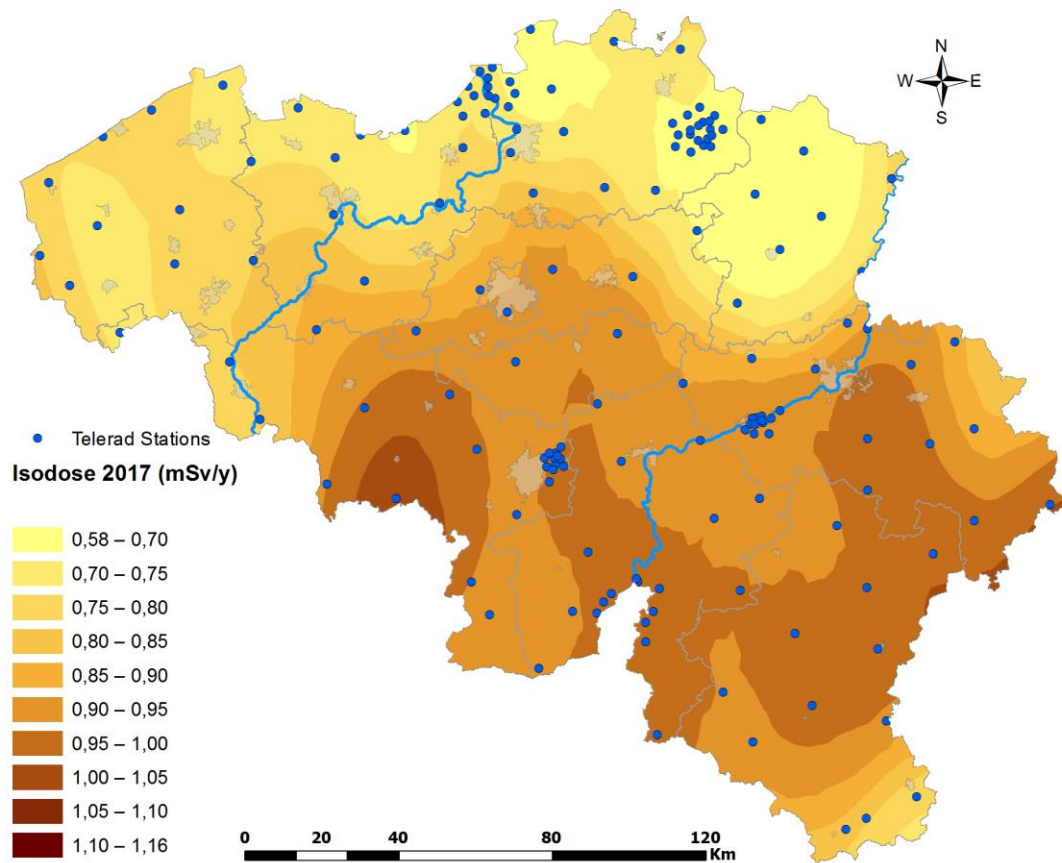 N
W E
S
Telerad Stations
Isodose 2017 (mSv/y)
0,58 – 0,70
0,70 – 0,75
0,75 – 0,80
0,80 – 0,85
0,85 – 0,90
0,90 – 0,95
0,95 – 1,00
1,00 – 1,05
1,05 – 1,10
1,10 – 1,16
0 20 40 80 120
Km